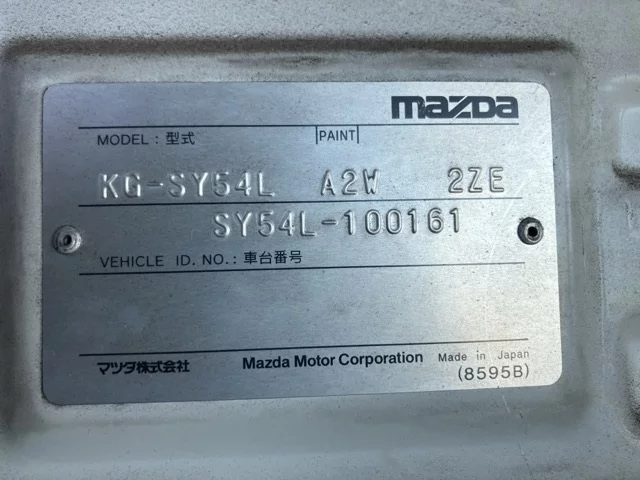 mazda
MODEL : 型式 PAINT
KG-SY54L A2W 2ZE
SY54L-100161
VEHICLE ID. NO. : 車台番号
マツダ株式会社 Mazda Motor Corporation Made in Japan
(8595B)